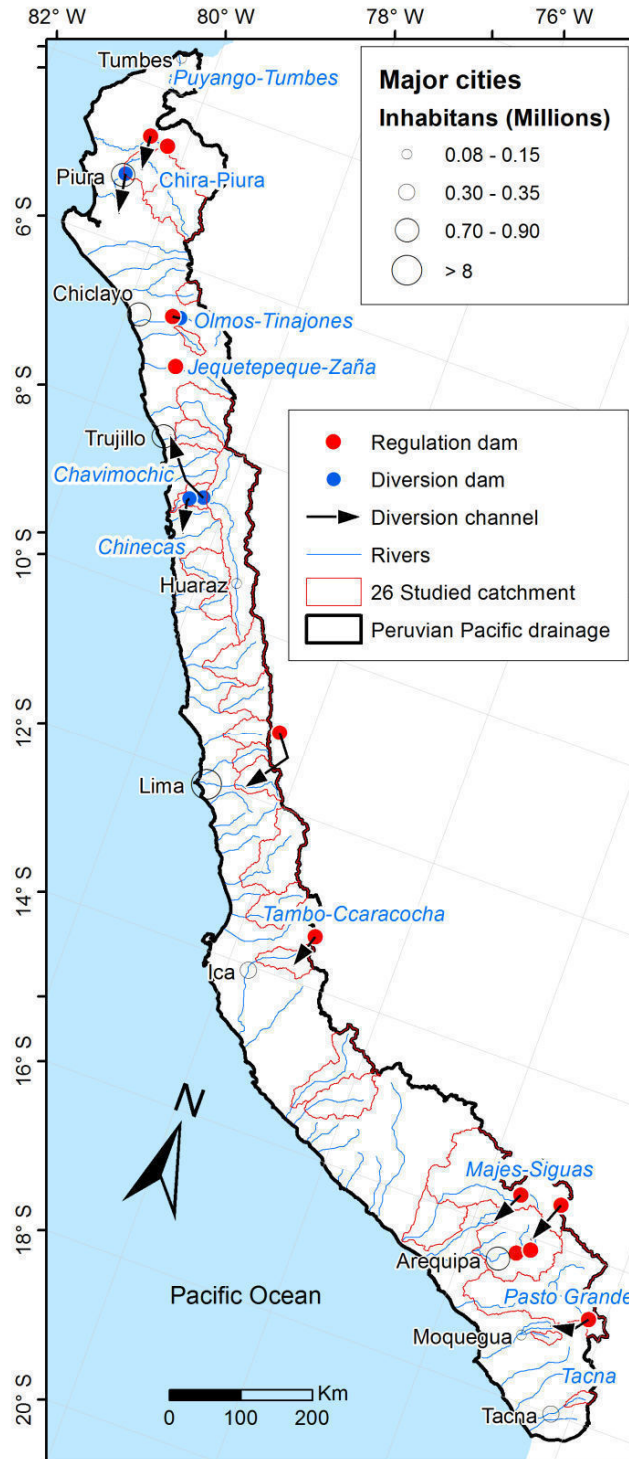 82° W
80° W
78° W
76° W
Tumbes
Puyango-Tumbes
Major cities
Inhabitans (Millions)
0.08 - 0.15
0.30 - 0.35
0.70 - 0.90
> 8
Piura
Chira-Piura
6° S
Chiclayo
Olmos-Tinajones
Jequetepeque-Zaña
8° S
Trujillo
Chavimochic
Chinecas
Regulation dam
Diversion dam
Diversion channel
Rivers
26 Studied catchment
Peruvian Pacific drainage
10° S
Huaraz
12° S
Lima
14° S
Tambo-Ccaracocha
Ica
16° S
N
Majes-Siguas
18° S
Arequipa
Pacific Ocean
Pasto Grande
Moquegua
Tacna
Km
0 100 200
20° S
Tacna